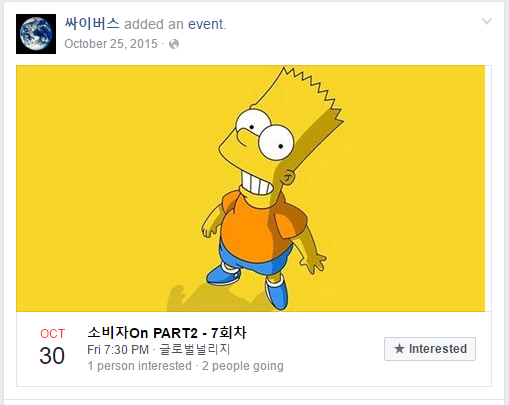 싸이버스 added an event.
October 25, 2015 ·
OCT
30
소비자On PART2 - 7회차
Fri 7:30 PM · 글로벌널리지
1 person interested · 2 people going
★ Interested